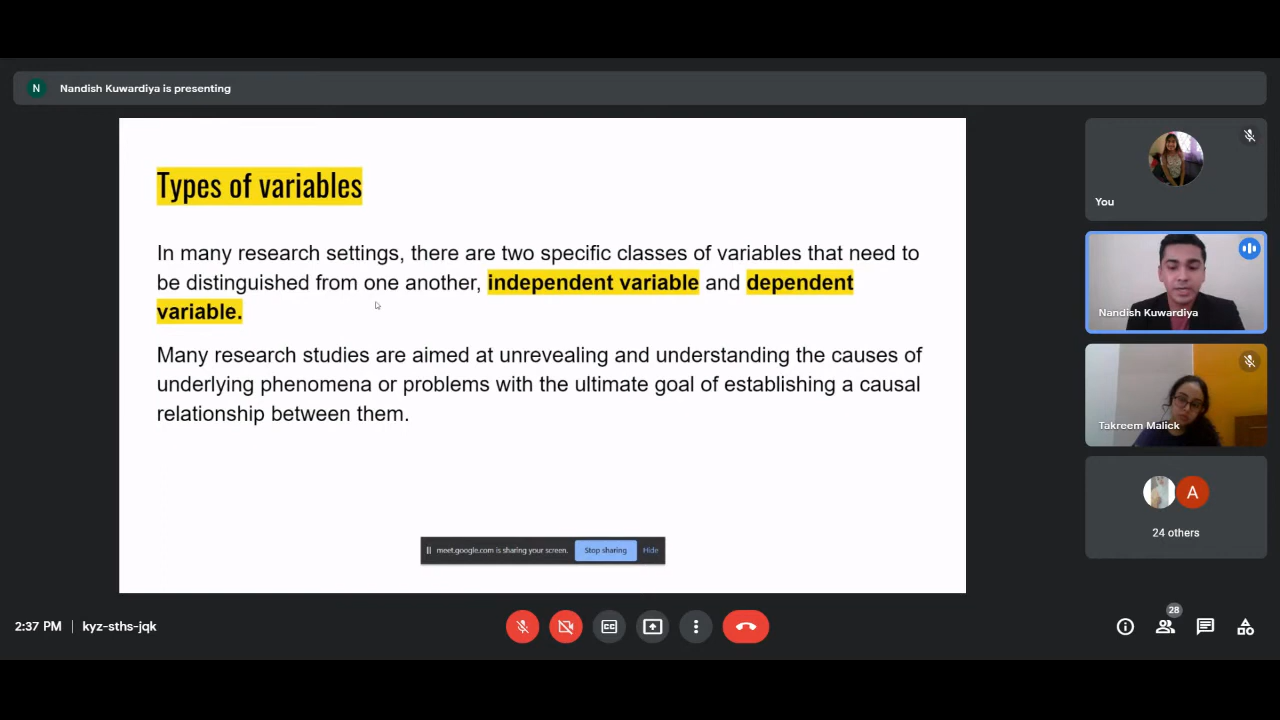 N
Nandish Kuwardiya is presenting
Types of variables
In many research settings, there are two specific classes of variables that need to
be distinguished from one another, independent variable and dependent
variable.
Many research studies are aimed at unrevealing and understanding the causes of
underlying phenomena or problems with the ultimate goal of establishing a causal
relationship between them.
meet.google.com is sharing your screen. Stop sharing Hide
You
Nandish Kuwardiya
Takreem Malick
A
24 others
2:37 PM | kyz-sths-jqk
CC
28